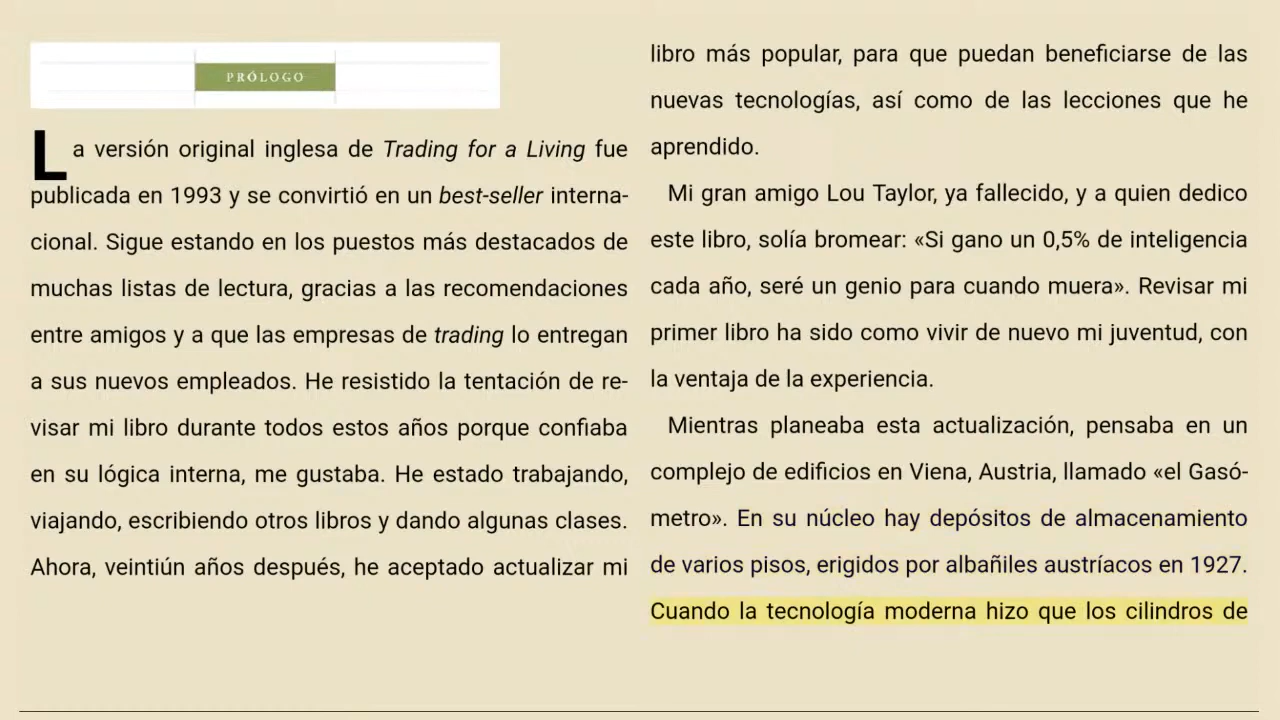 PRÓLOGO
La versión original inglesa de Trading for a Living fue
publicada en 1993 y se convirtió en un best-seller interna-
cional. Sigue estando en los puestos más destacados de
muchas listas de lectura, gracias a las recomendaciones
entre amigos y a que las empresas de trading lo entregan
a sus nuevos empleados. He resistido la tentación de re-
visar mi libro durante todos estos años porque confiaba
en su lógica interna, me gustaba. He estado trabajando,
viajando, escribiendo otros libros y dando algunas clases.
Ahora, veintiún años después, he aceptado actualizar mi
libro más popular, para que puedan beneficiarse de las
nuevas tecnologías, así como de las lecciones que he
aprendido.
Mi gran amigo Lou Taylor, ya fallecido, y a quien dedico
este libro, solía bromear: «Si gano un 0,5% de inteligencia
cada año, seré un genio para cuando muera». Revisar mi
primer libro ha sido como vivir de nuevo mi juventud, con
la ventaja de la experiencia.
Mientras planeaba esta actualización, pensaba en un
complejo de edificios en Viena, Austria, llamado «el Gasó-
metro». En su núcleo hay depósitos de almacenamiento
de varios pisos, erigidos por albañiles austríacos en 1927.
Cuando la tecnología moderna hizo que los cilindros de